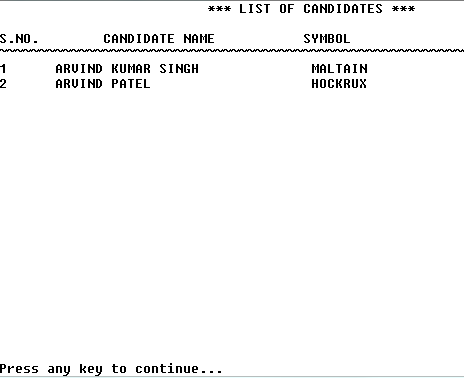 *** LIST OF CANDIDATES ***
S.NO. CANDIDATE NAME SYMBOL
1 ARVIND KUMAR SINGH MALTAIN
2 ARVIND PATEL HOCKRUX
Press any key to continue...